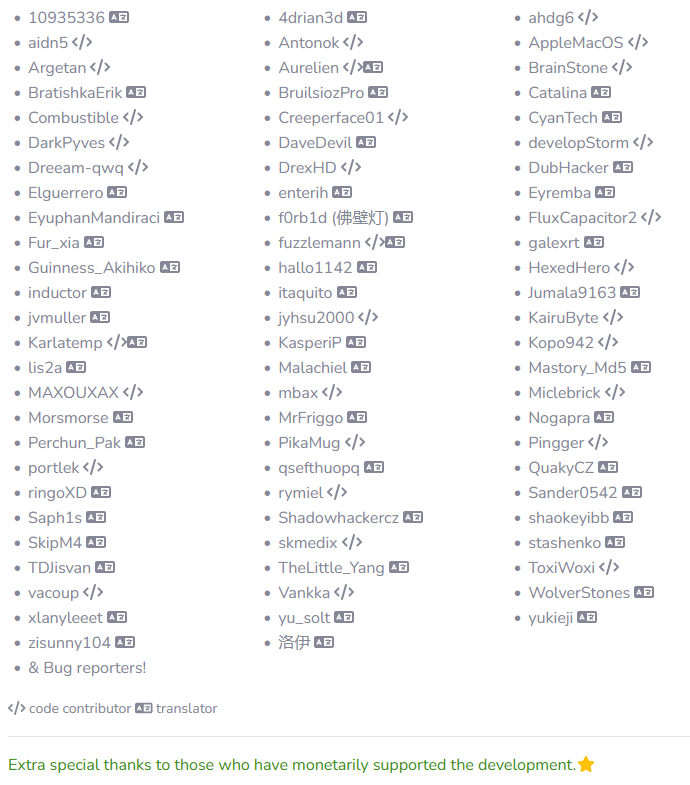 10935336 4drian3d ahdg6
aidn5 Antonok AppleMacOS
Argetan Aurelien BrainStone
BratishkaErik BruilsiozPro Catalina
Combustible Creeperface01 CyanTech
DarkPyves DaveDevil developStorm
Dreeam-qwq DrexHD DubHacker
Elguerrero enterih Eyremba
EyuphanMandiraci f0rb1d (佛壁灯) FluxCapacitor2
Fur_xia fuzzlemann galexrt
Guinness_Akihiko hallo1142 HexedHero
inductor itaquito Jumala9163
jvmuller jyhsu2000 KairuByte
Karlatemp KasperiP Kopo942
lis2a Malachiel Mastory_Md5
MAXOUXAX mbax Miclebrick
Morsmorse MrFriggo Nogapra
Perchun_Pak PikaMug Pingger
portlek qsefthuopq QuakyCZ
ringoXD rymiel Sander0542
Saph1s Shadowhackercz shaokeyibb
SkipM4 skmedix stashenko
TDJisvan TheLittle_Yang ToxiWoxi
vacoup Vankka WolverStones
xlanyleeet yu_solt yukieji
zisunny104 洛伊
& Bug reporters!
code contributor translator
Extra special thanks to those who have monetarily supported the development.